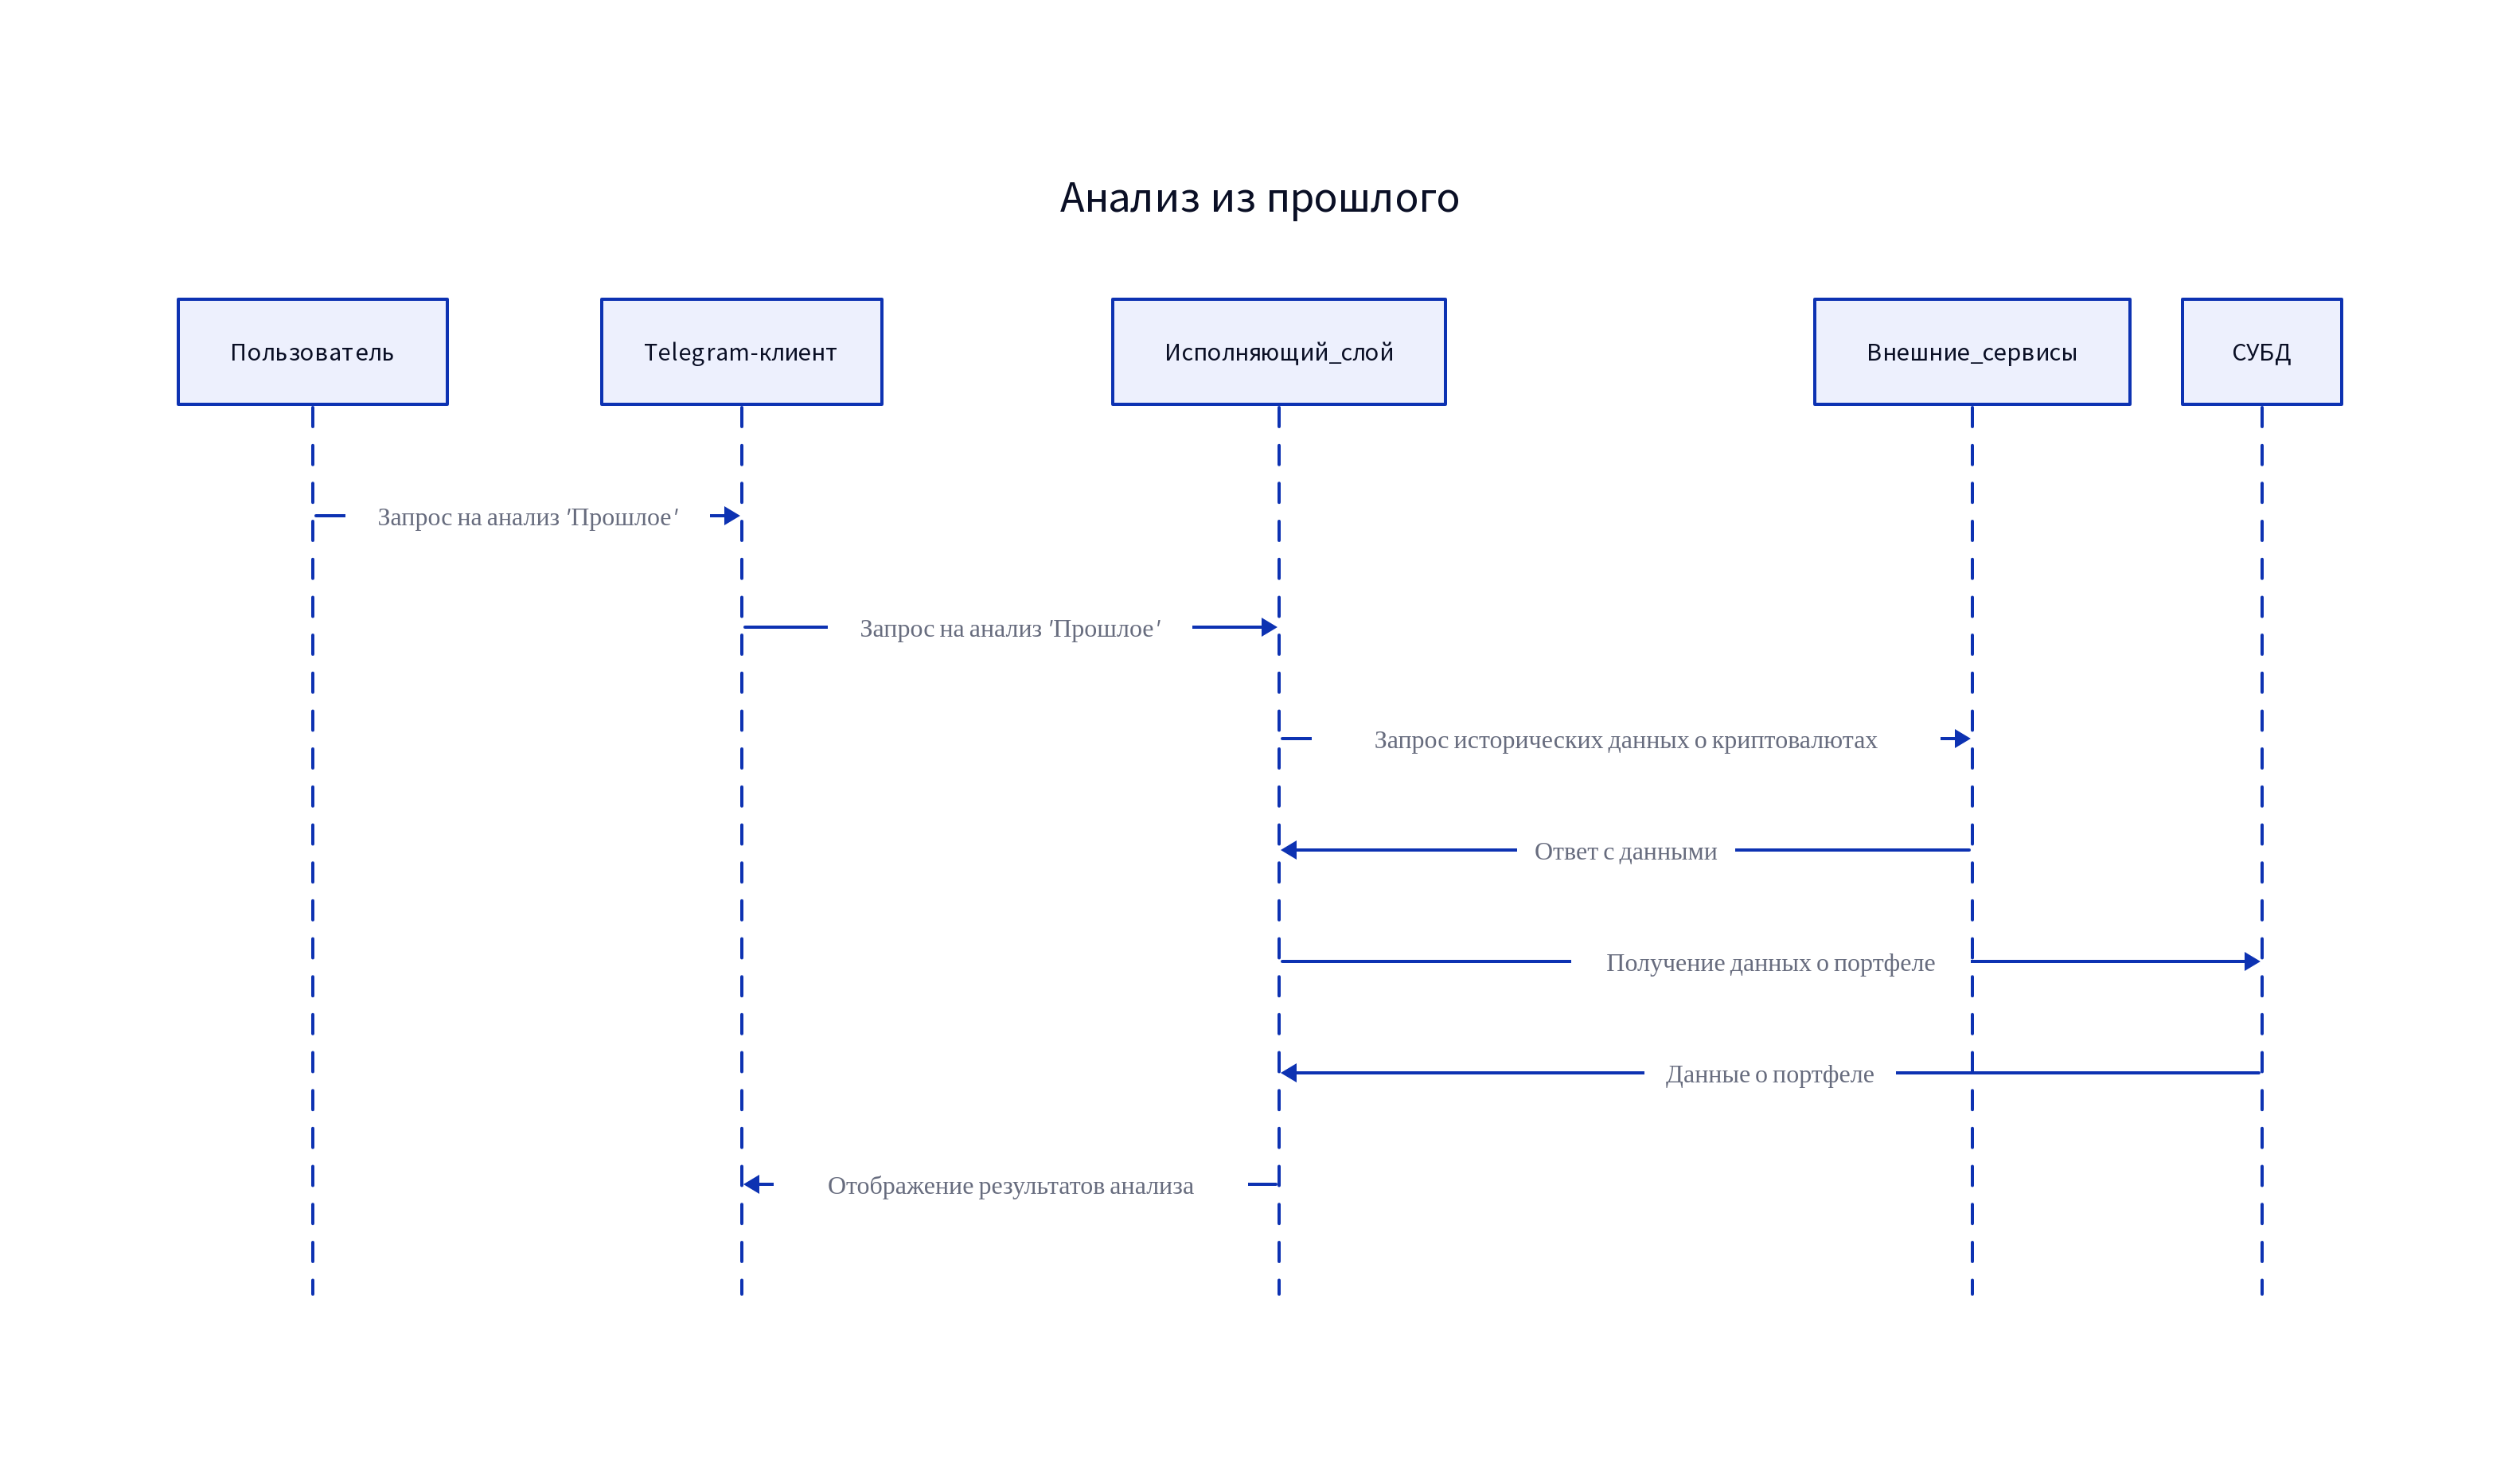 Анализ из прошлого
Пользователь
Telegram-клиент
Исполняющий_слой
Внешние_сервисы
СУБД
Запрос на анализ 'Прошлое'
Запрос на анализ 'Прошлое'
Запрос исторических данных о криптовалютах
Ответ с данными
Получение данных о портфеле
Данные о портфеле
Отображение результатов анализа